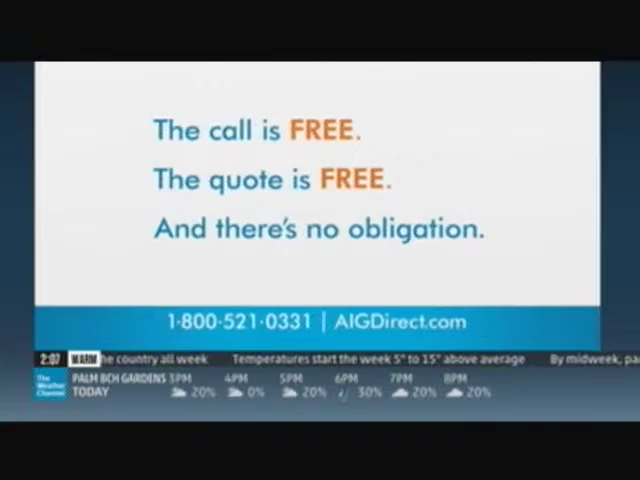 The call is FREE.
The quote is FREE.
And there's no obligation.
1-800-521-0331 | AIGDirect.com
2:07 WARM he country all week Temperatures start the week 5° to 15° above average By midweek, pa
The Weather Channel
PALM BCH GARDENS 3PM 4PM 5PM 6PM 7PM 8PM
TODAY 20% 0% 20% 30% 20% 20%